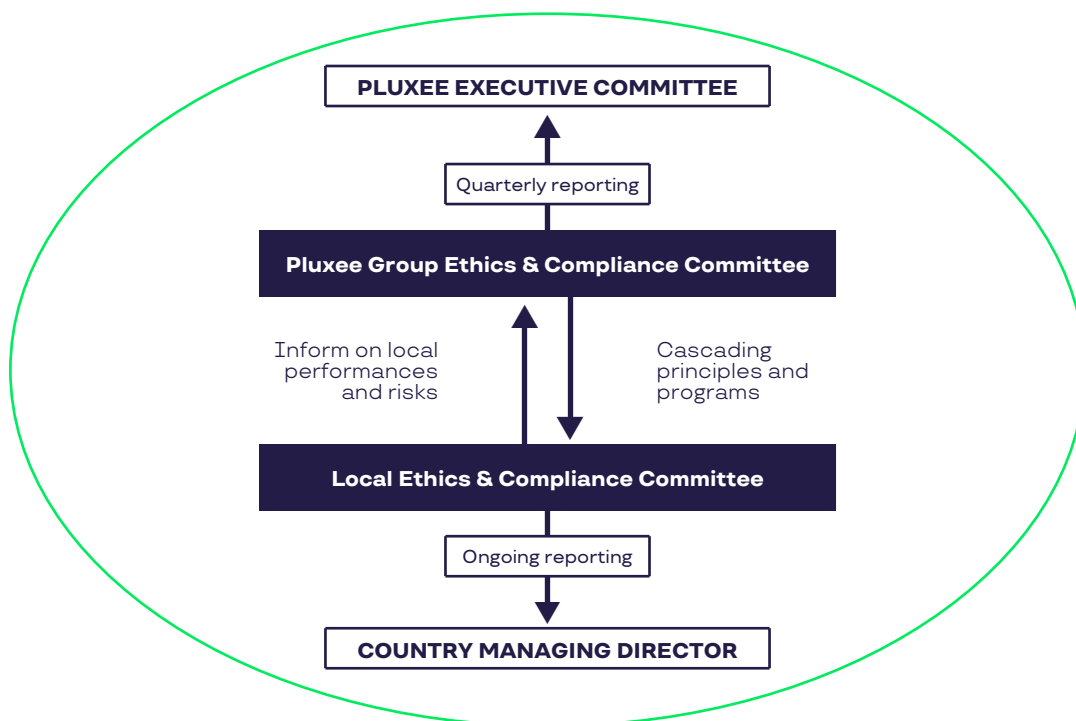 PLUXEE EXECUTIVE COMMITTEE
Quarterly reporting
Pluxee Group Ethics & Compliance Committee
Inform on local
performances
and risks
Cascading
principles and
programs
Local Ethics & Compliance Committee
Ongoing reporting
COUNTRY MANAGING DIRECTOR